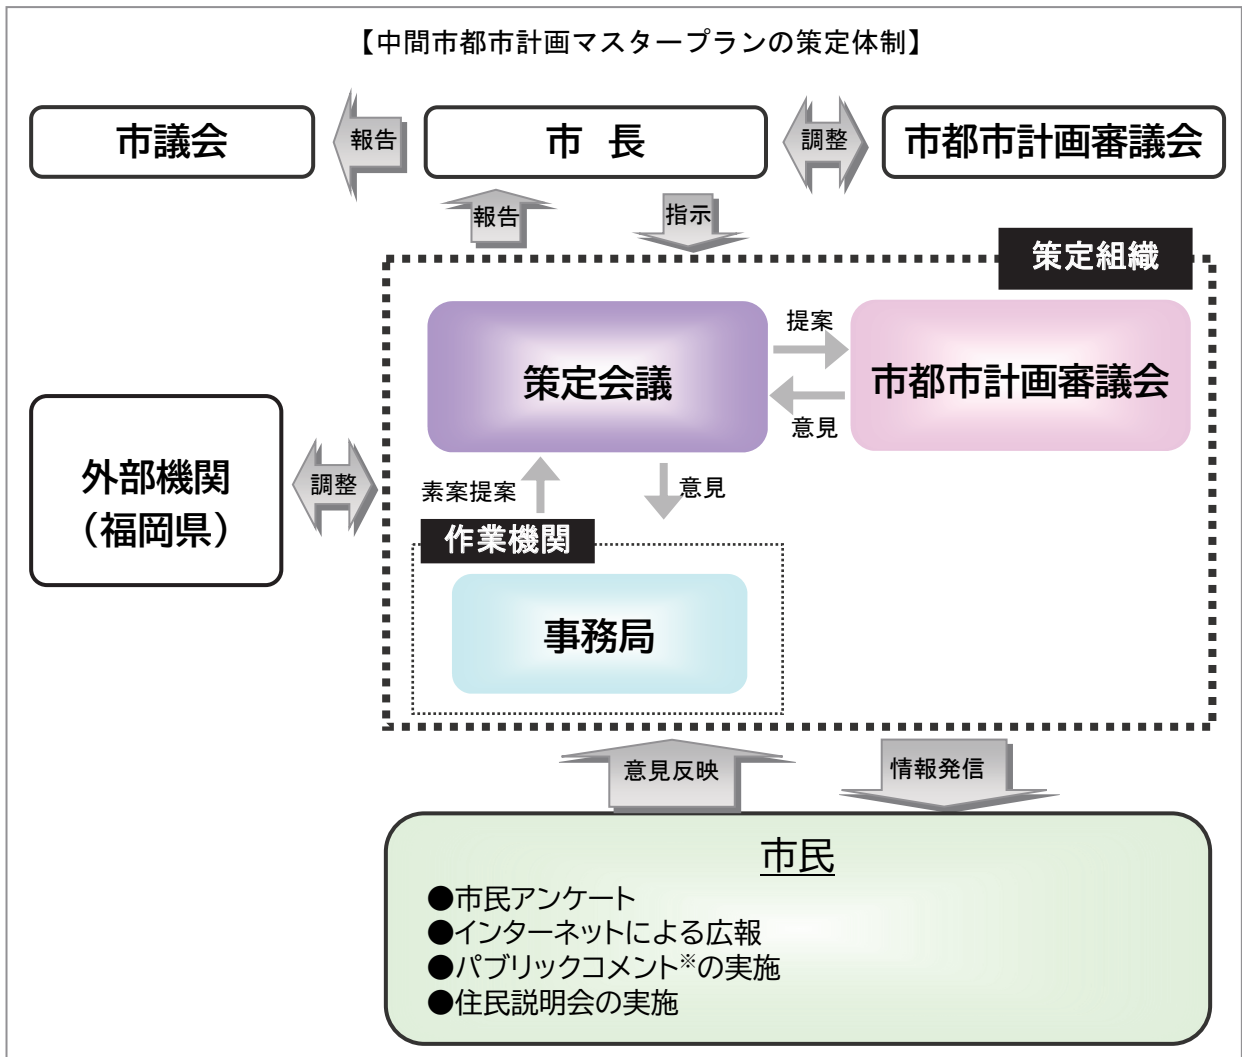 【中間市都市計画マスタープランの策定体制】
市議会
報告
市 長
調整
市都市計画審議会
報告
指示
策定組織
策定会議
提案
意見
市都市計画審議会
外部機関
（福岡県）
調整
素案提案
意見
作業機関
事務局
意見反映
情報発信
市民
●市民アンケート
●インターネットによる広報
●パブリックコメント※の実施
●住民説明会の実施